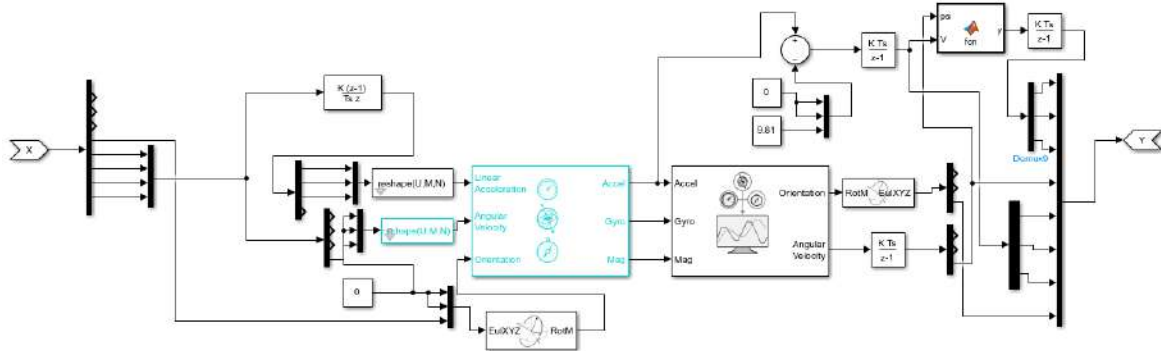 X
K (z-1)
Ts z
reshape(U,M,N)
0
EulXYZ RotM
Linear
Acceleration
Angular
Velocity
Orientation
Accel
Gyro
Mag
0
9.81
+
K Ts
z-1
Accel
Gyro
Mag
Orientation
Angular
Velocity
RotM EulXYZ
K Ts
z-1
psi
V
fcn
y
K Ts
z-1
Demux9
Y